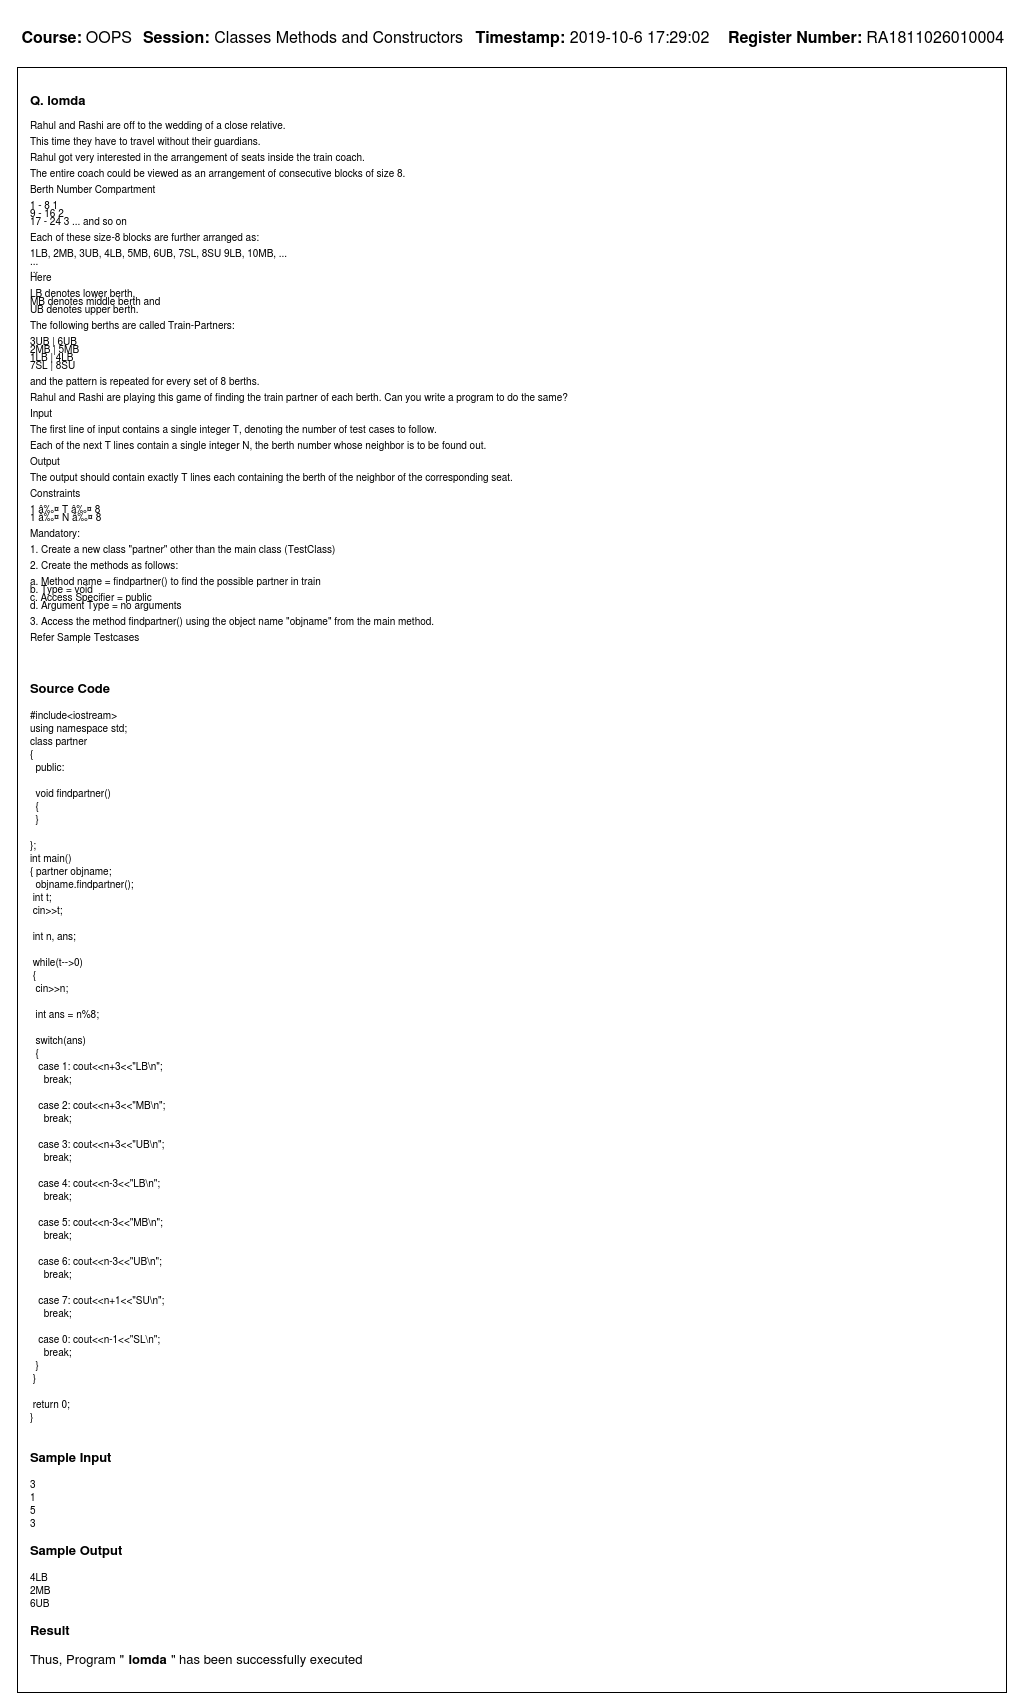 Course: OOPS Session: Classes Methods and Constructors Timestamp: 2019-10-6 17:29:02 Register Number: RA1811026010004
Q. lomda
Rahul and Rashi are off to the wedding of a close relative.
This time they have to travel without their guardians.
Rahul got very interested in the arrangement of seats inside the train coach.
The entire coach could be viewed as an arrangement of consecutive blocks of size 8.
Berth Number Compartment
1 - 8 1
9 - 16 2
17 - 24 3 ... and so on
Each of these size-8 blocks are further arranged as:
1LB, 2MB, 3UB, 4LB, 5MB, 6UB, 7SL, 8SU 9LB, 10MB, ...
...
...
Here
LB denotes lower berth,
MB denotes middle berth and
UB denotes upper berth.
The following berths are called Train-Partners:
3UB | 6UB
2MB | 5MB
1LB | 4LB
7SL | 8SU
and the pattern is repeated for every set of 8 berths.
Rahul and Rashi are playing this game of finding the train partner of each berth. Can you write a program to do the same?
Input
The first line of input contains a single integer T, denoting the number of test cases to follow.
Each of the next T lines contain a single integer N, the berth number whose neighbor is to be found out.
Output
The output should contain exactly T lines each containing the berth of the neighbor of the corresponding seat.
Constraints
1 â‰¤ T â‰¤ 8
1 â‰¤ N â‰¤ 8
Mandatory:
1. Create a new class "partner" other than the main class (TestClass)
2. Create the methods as follows:
a. Method name = findpartner() to find the possible partner in train
b. Type = void
c. Access Specifier = public
d. Argument Type = no arguments
3. Access the method findpartner() using the object name "objname" from the main method.
Refer Sample Testcases
Source Code
#include<iostream>
using namespace std;
class partner
{
public:
void findpartner()
{
}
};
int main()
{ partner objname;
objname.findpartner();
int t;
cin>>t;
int n, ans;
while(t-->0)
{
cin>>n;
int ans = n%8;
switch(ans)
{
case 1: cout<<n+3<<"LB\n";
break;
case 2: cout<<n+3<<"MB\n";
break;
case 3: cout<<n+3<<"UB\n";
break;
case 4: cout<<n-3<<"LB\n";
break;
case 5: cout<<n-3<<"MB\n";
break;
case 6: cout<<n-3<<"UB\n";
break;
case 7: cout<<n+1<<"SU\n";
break;
case 0: cout<<n-1<<"SL\n";
break;
}
}
return 0;
}
Sample Input
3
1
5
3
Sample Output
4LB
2MB
6UB
Result
Thus, Program " lomda " has been successfully executed